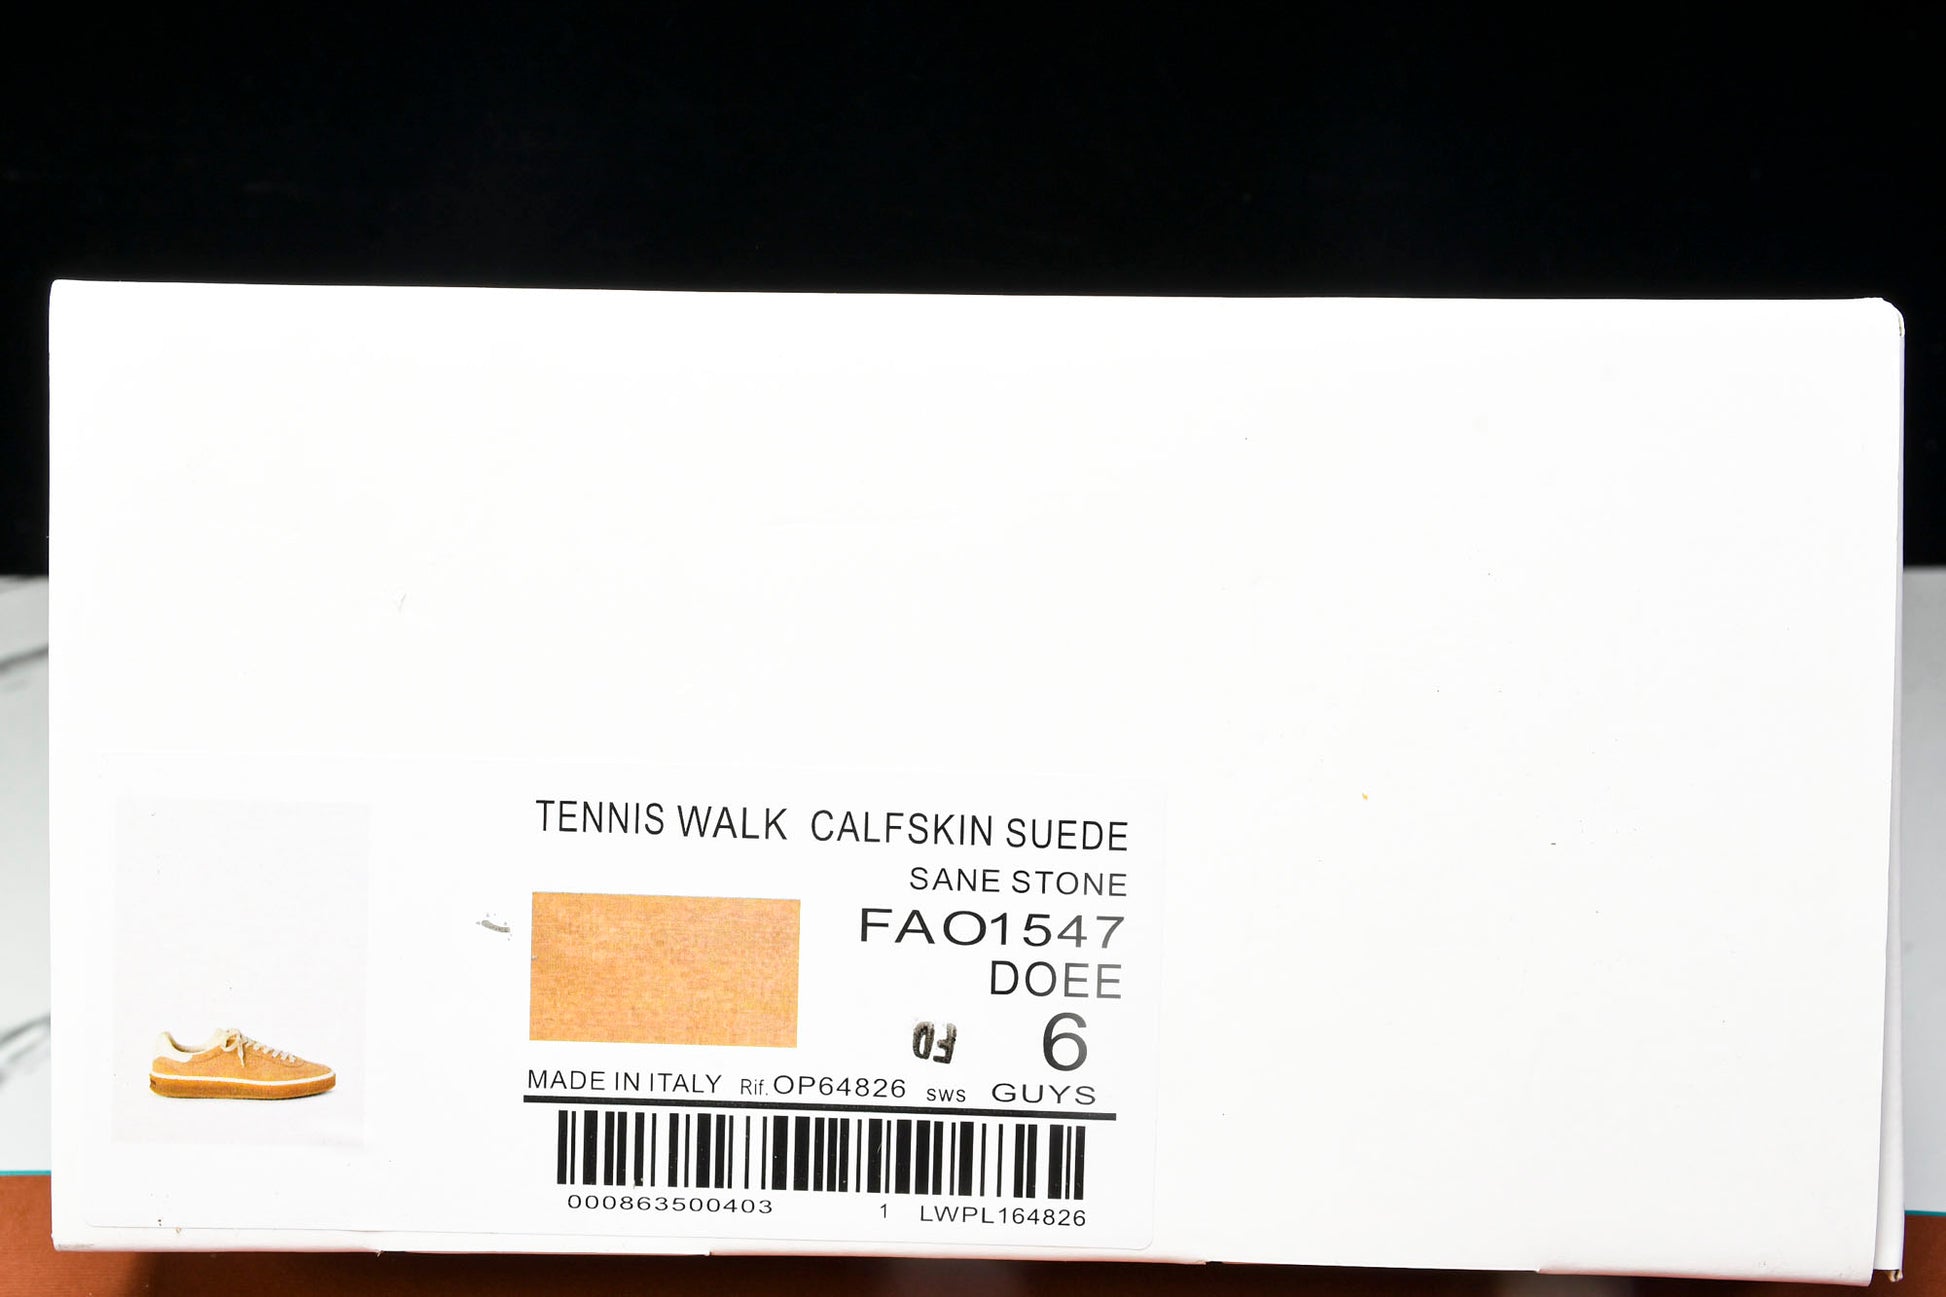 TENNIS WALK CALFSKIN SUEDE
SANE STONE
FAO1547
DOEE
6
FD
MADE IN ITALY Rif. OP64826 SWS GUYS
000863500403 1 LWPL164826